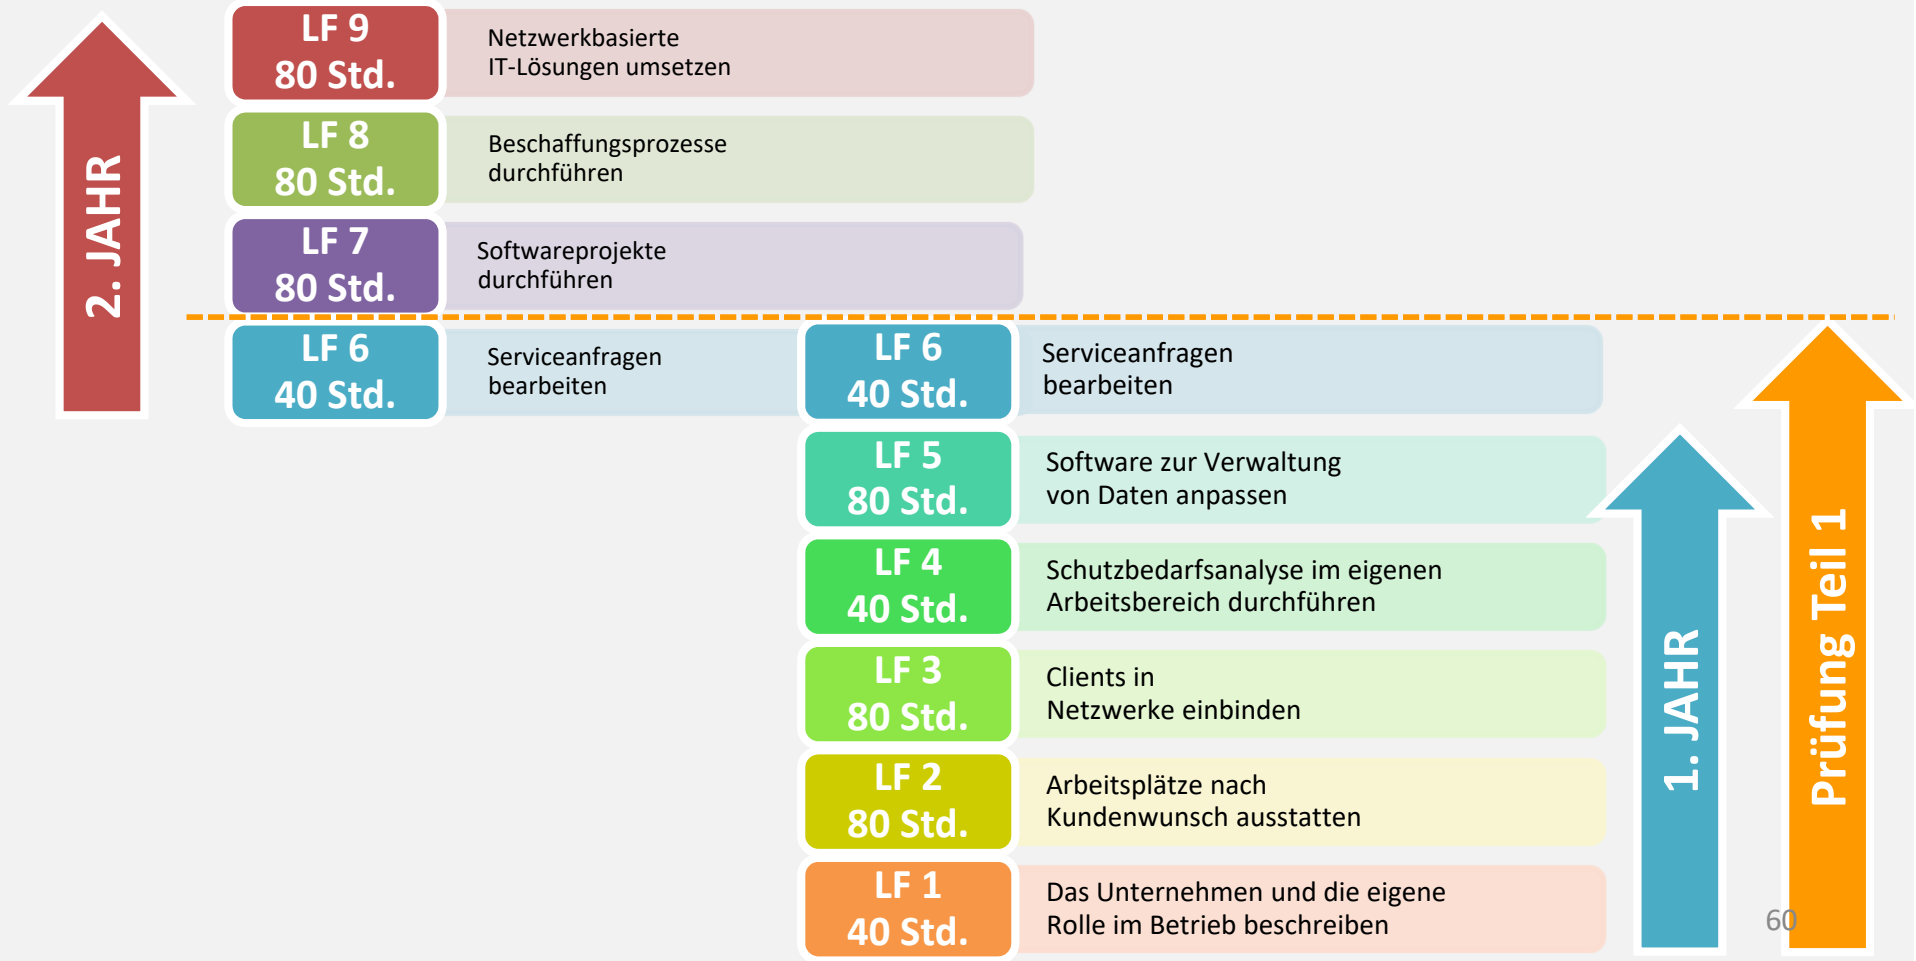 LF 9
80 Std.
Netzwerkbasierte
IT-Lösungen umsetzen
LF 8
80 Std.
Beschaffungsprozesse
durchführen
LF 7
80 Std.
Softwareprojekte
durchführen
LF 6
40 Std.
Serviceanfragen
bearbeiten
2. JAHR
LF 6
40 Std.
Serviceanfragen
bearbeiten
LF 5
80 Std.
Software zur Verwaltung
von Daten anpassen
LF 4
40 Std.
Schutzbedarfsanalyse im eigenen
Arbeitsbereich durchführen
LF 3
80 Std.
Clients in
Netzwerke einbinden
LF 2
80 Std.
Arbeitsplätze nach
Kundenwunsch ausstatten
LF 1
40 Std.
Das Unternehmen und die eigene
Rolle im Betrieb beschreiben
1. JAHR
Prüfung Teil 1
60